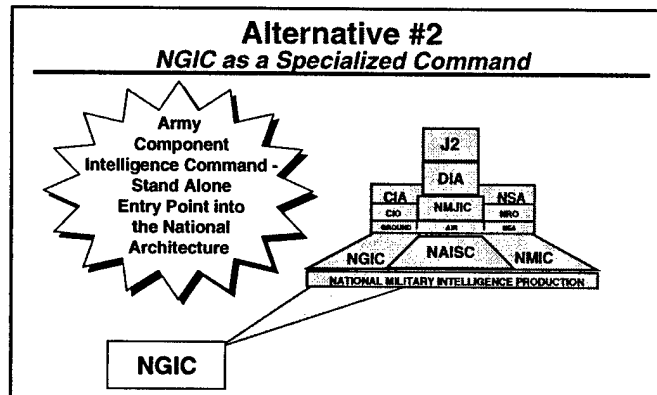 Alternative #2
NGIC as a Specialized Command
Army
Component
Intelligence Command -
Stand Alone
Entry Point into
the National
Architecture
J2
DIA
CIA
NMJIC
NSA
CIO
NRO
GROUND
AIR
SEA
NGIC
NAISC
NMIC
NATIONAL MILITARY INTELLIGENCE PRODUCTION
NGIC